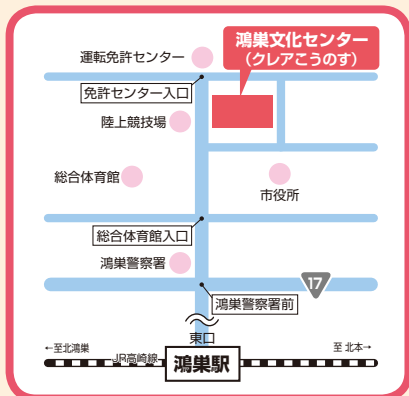 運転免許センター
鴻巣文化センター
（クレアこうのす）
免許センター入口
陸上競技場
総合体育館
市役所
総合体育館入口
鴻巣警察署
17
鴻巣警察署前
東口
←至北鴻巣
至 北本→
JR高崎線
鴻巣駅